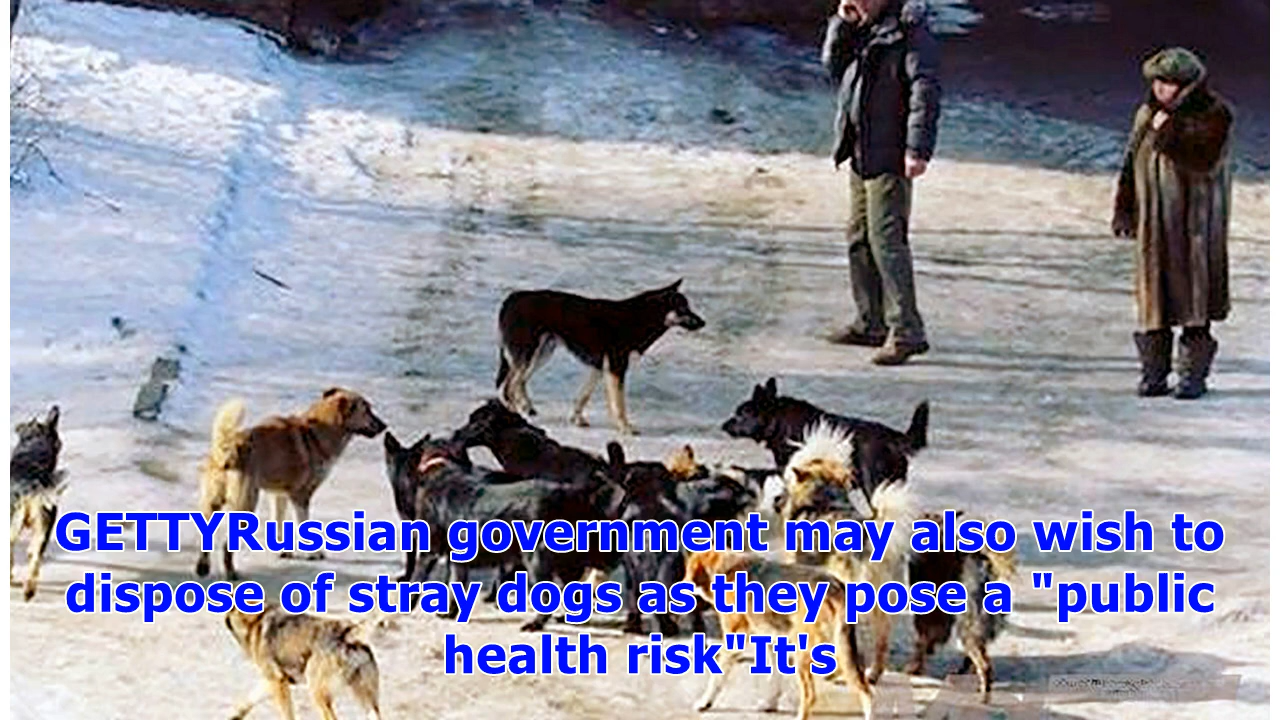 GETTYRussian government may also wish to
dispose of stray dogs as they pose a "public
health risk"It's